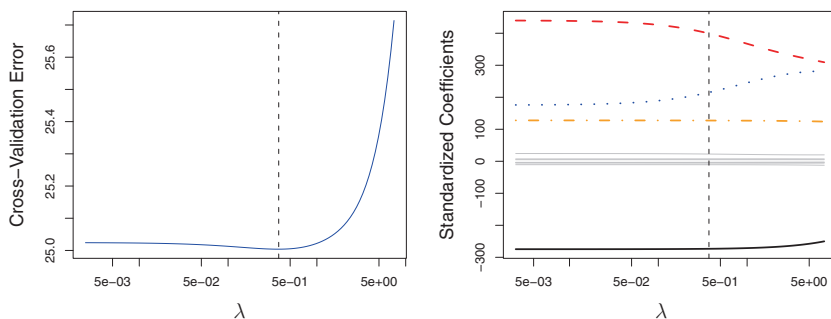 Cross−Validation Error
25.0
25.2
25.4
25.6
5e−03
5e−02
5e−01
5e+00
λ
Standardized Coefficients
−300
−100
0
100
300
5e−03
5e−02
5e−01
5e+00
λ